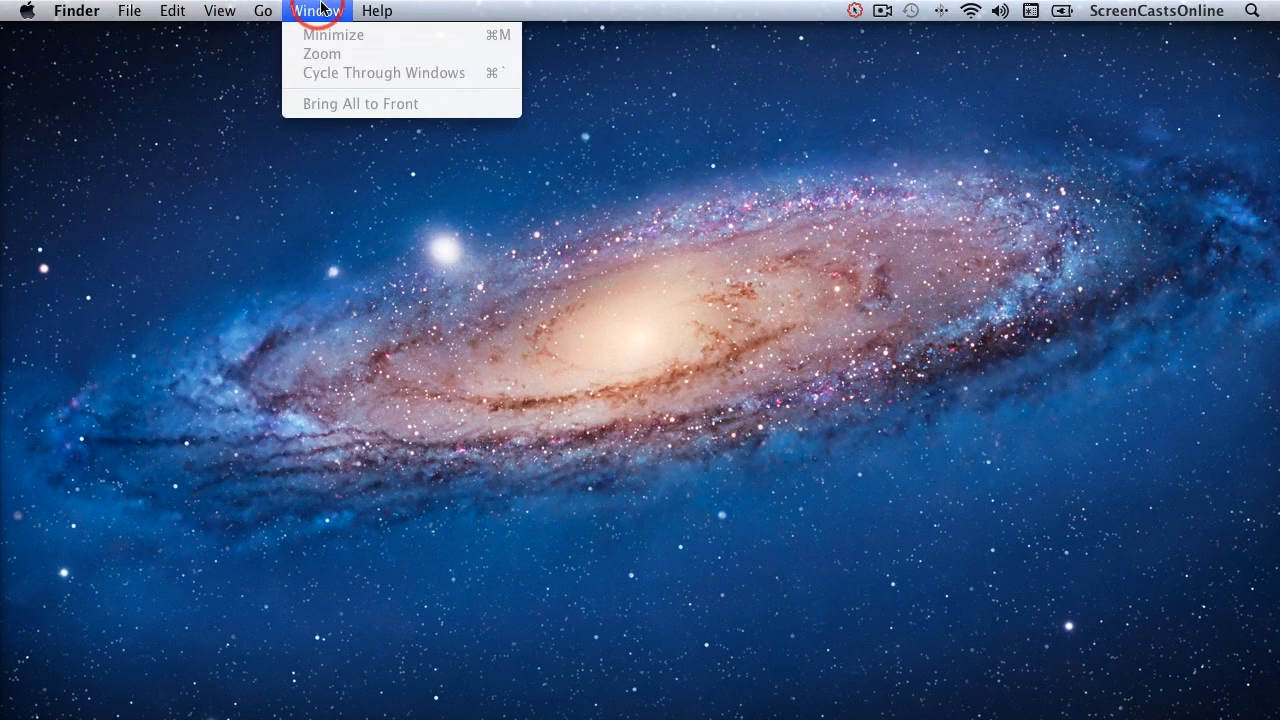 Finder File Edit View Go Window Help ScreenCastsOnline
Minimize ⌘M
Zoom
Cycle Through Windows ⌘`
Bring All to Front